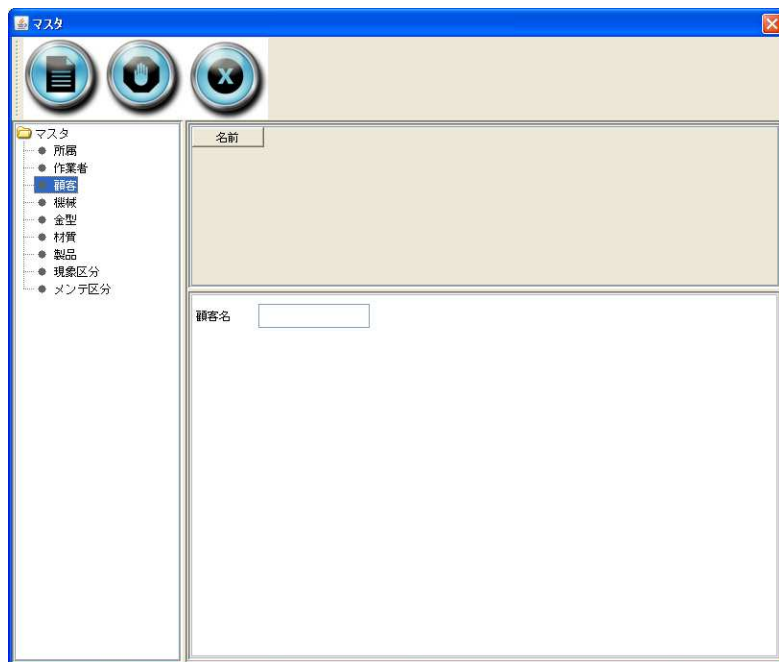 マスタ
X
マスタ
所属
作業者
顧客
機械
金型
材質
製品
現象区分
メンテ区分
名前
顧客名